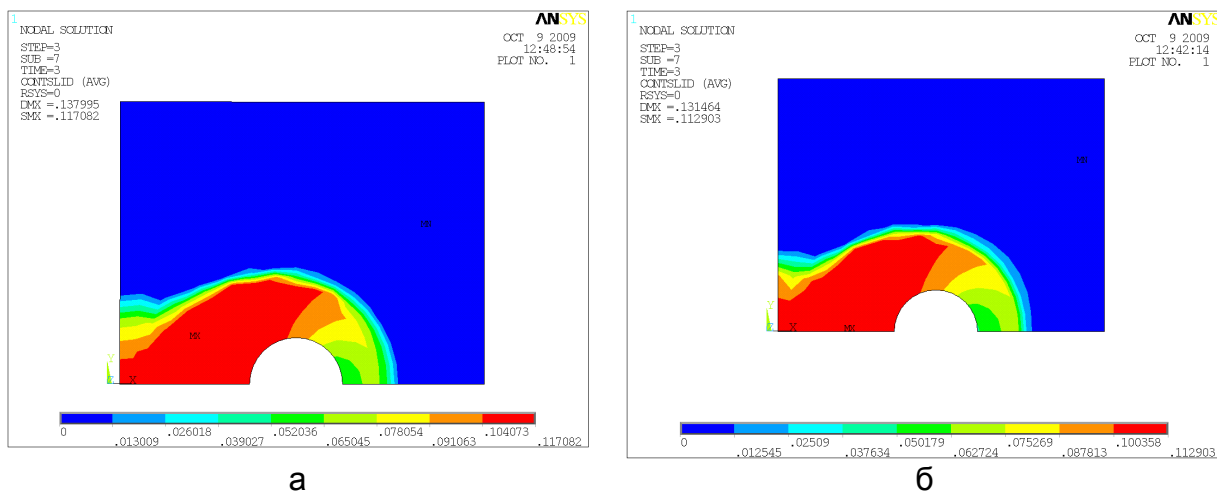 1
ANSYS
NODAL SOLUTION
OCT 9 2009
12:48:54
PLOT NO. 1
STEP=3
SUB =7
TIME=3
CONTSLID (AVG)
RSYS=0
DMX =.137995
SMX =.117082
MN
MX
Y
Z X
0 .026018 .052036 .078054 .104073
.013009 .039027 .065045 .091063 .117082
а
1
ANSYS
NODAL SOLUTION
OCT 9 2009
12:42:14
PLOT NO. 1
STEP=3
SUB =7
TIME=3
CONTSLID (AVG)
RSYS=0
DMX =.131464
SMX =.112903
MN
MX
Y
Z X
0 .02509 .050179 .075269 .100358
.012545 .037634 .062724 .087813 .112903
б